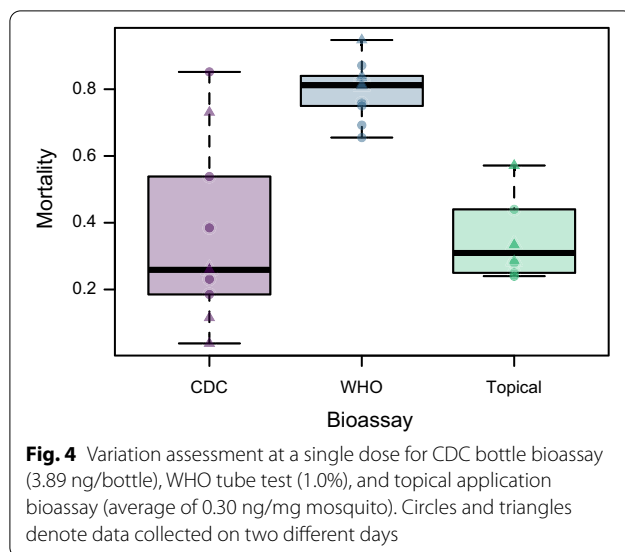 0.8
0.6
0.4
0.2
Mortality
CDC
WHO
Topical
Bioassay
Fig. 4 Variation assessment at a single dose for CDC bottle bioassay
(3.89 ng/bottle), WHO tube test (1.0%), and topical application
bioassay (average of 0.30 ng/mg mosquito). Circles and triangles
denote data collected on two different days